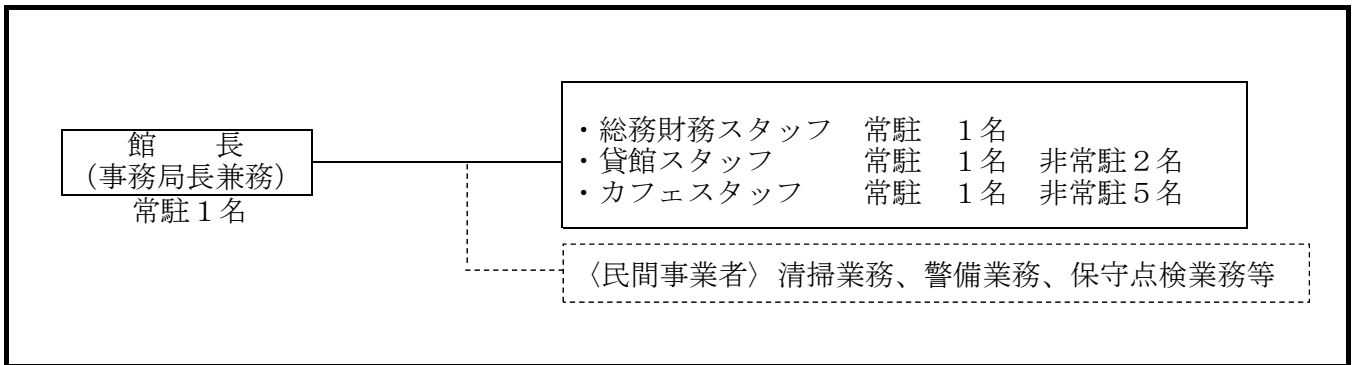 館　　長
（事務局長兼務）
常駐１名
・総務財務スタッフ　常駐　１名
・貸館スタッフ　　　常駐　１名　非常駐２名
・カフェスタッフ　　常駐　１名　非常駐５名
〈民間事業者〉清掃業務、警備業務、保守点検業務等